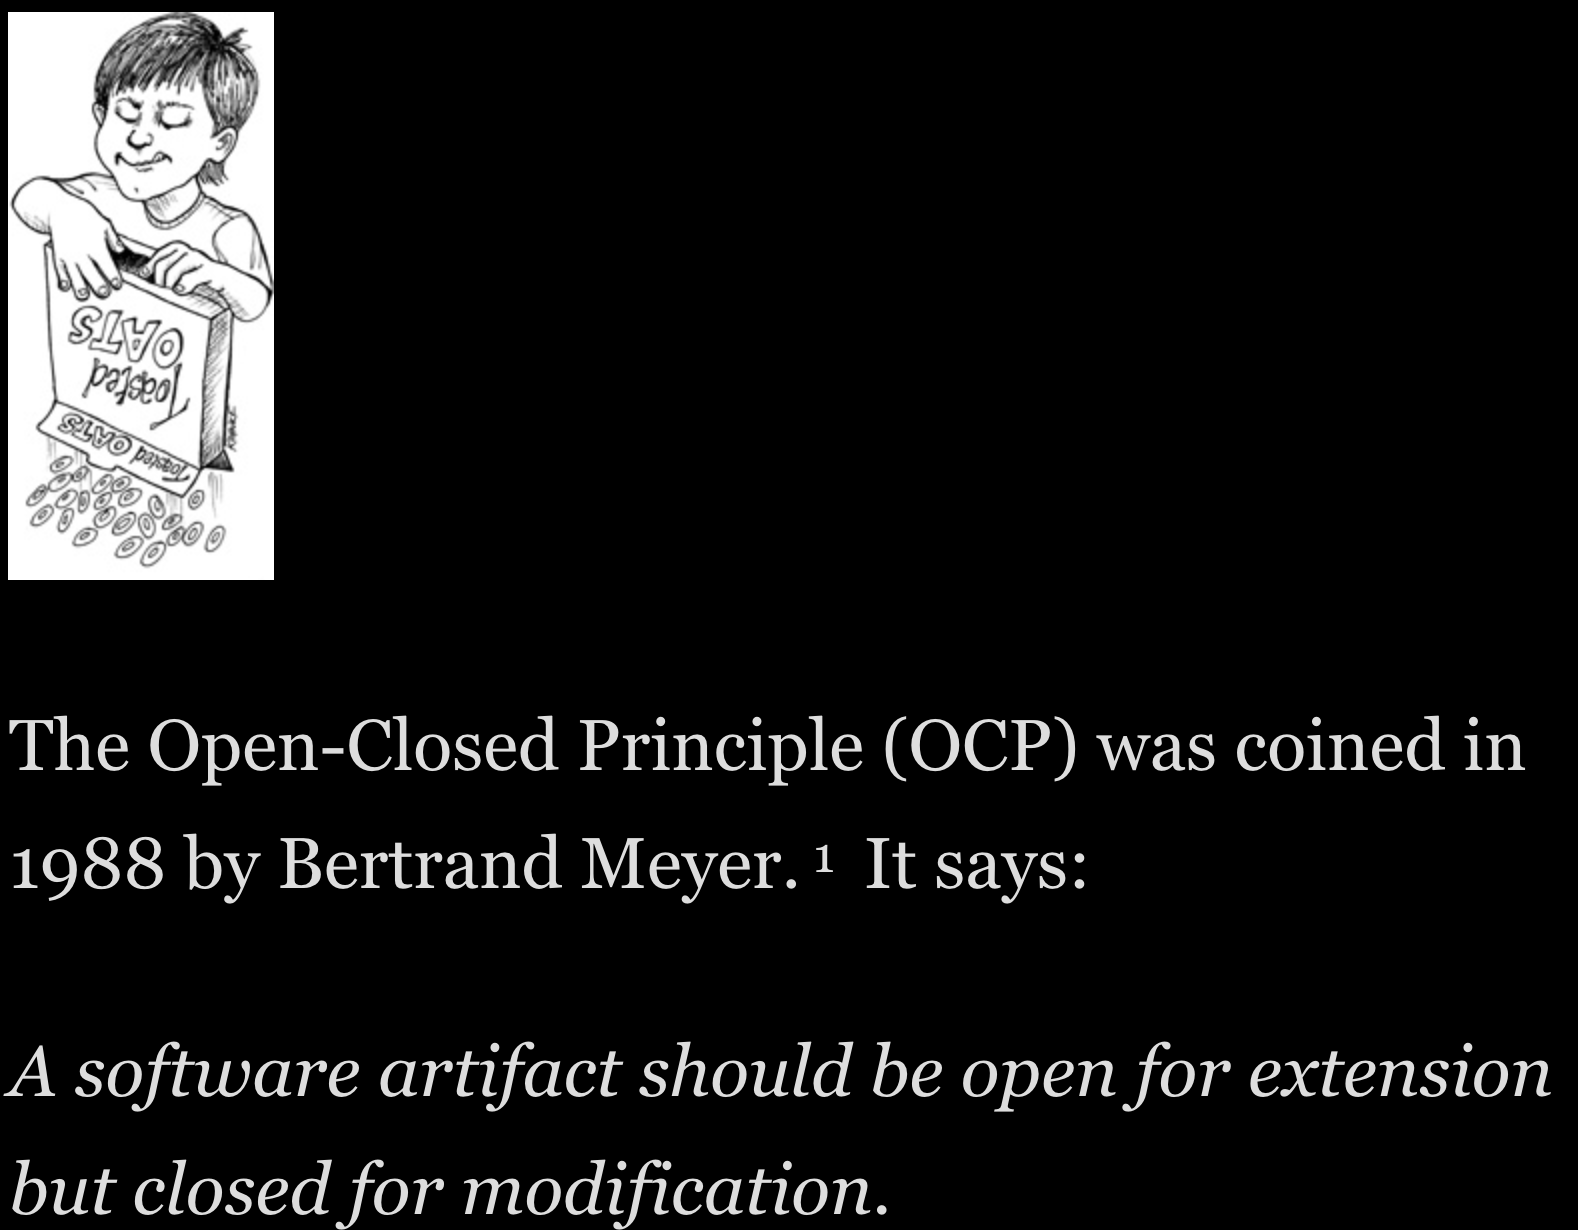 OATS
Toasted
Toasted OATS
The Open-Closed Principle (OCP) was coined in
1988 by Bertrand Meyer. 1 It says:
A software artifact should be open for extension
but closed for modification.